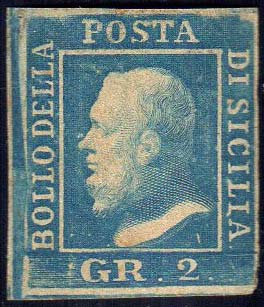 BOLLO DELLA
POSTA
DI SICILIA
GR. 2.